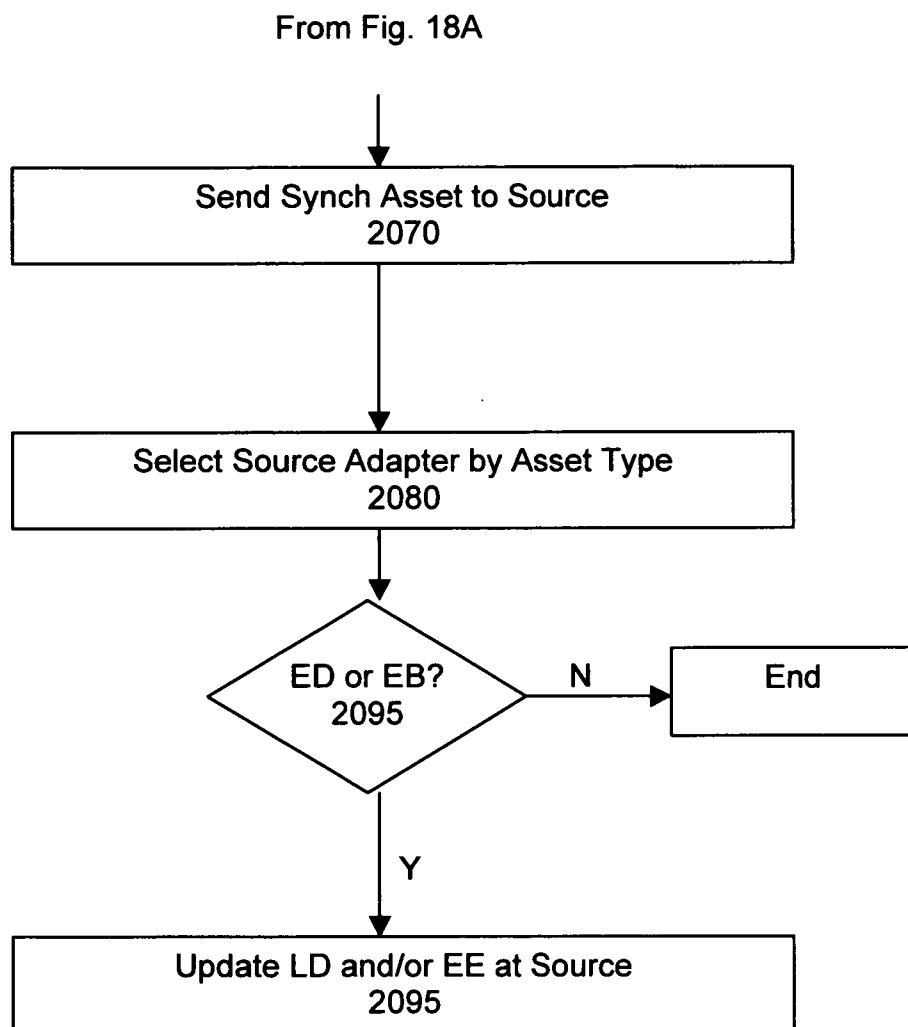 From Fig. 18A
Send Synch Asset to Source
2070
Select Source Adapter by Asset Type
2080
ED or EB?
2095
N
End
Y
Update LD and/or EE at Source
2095